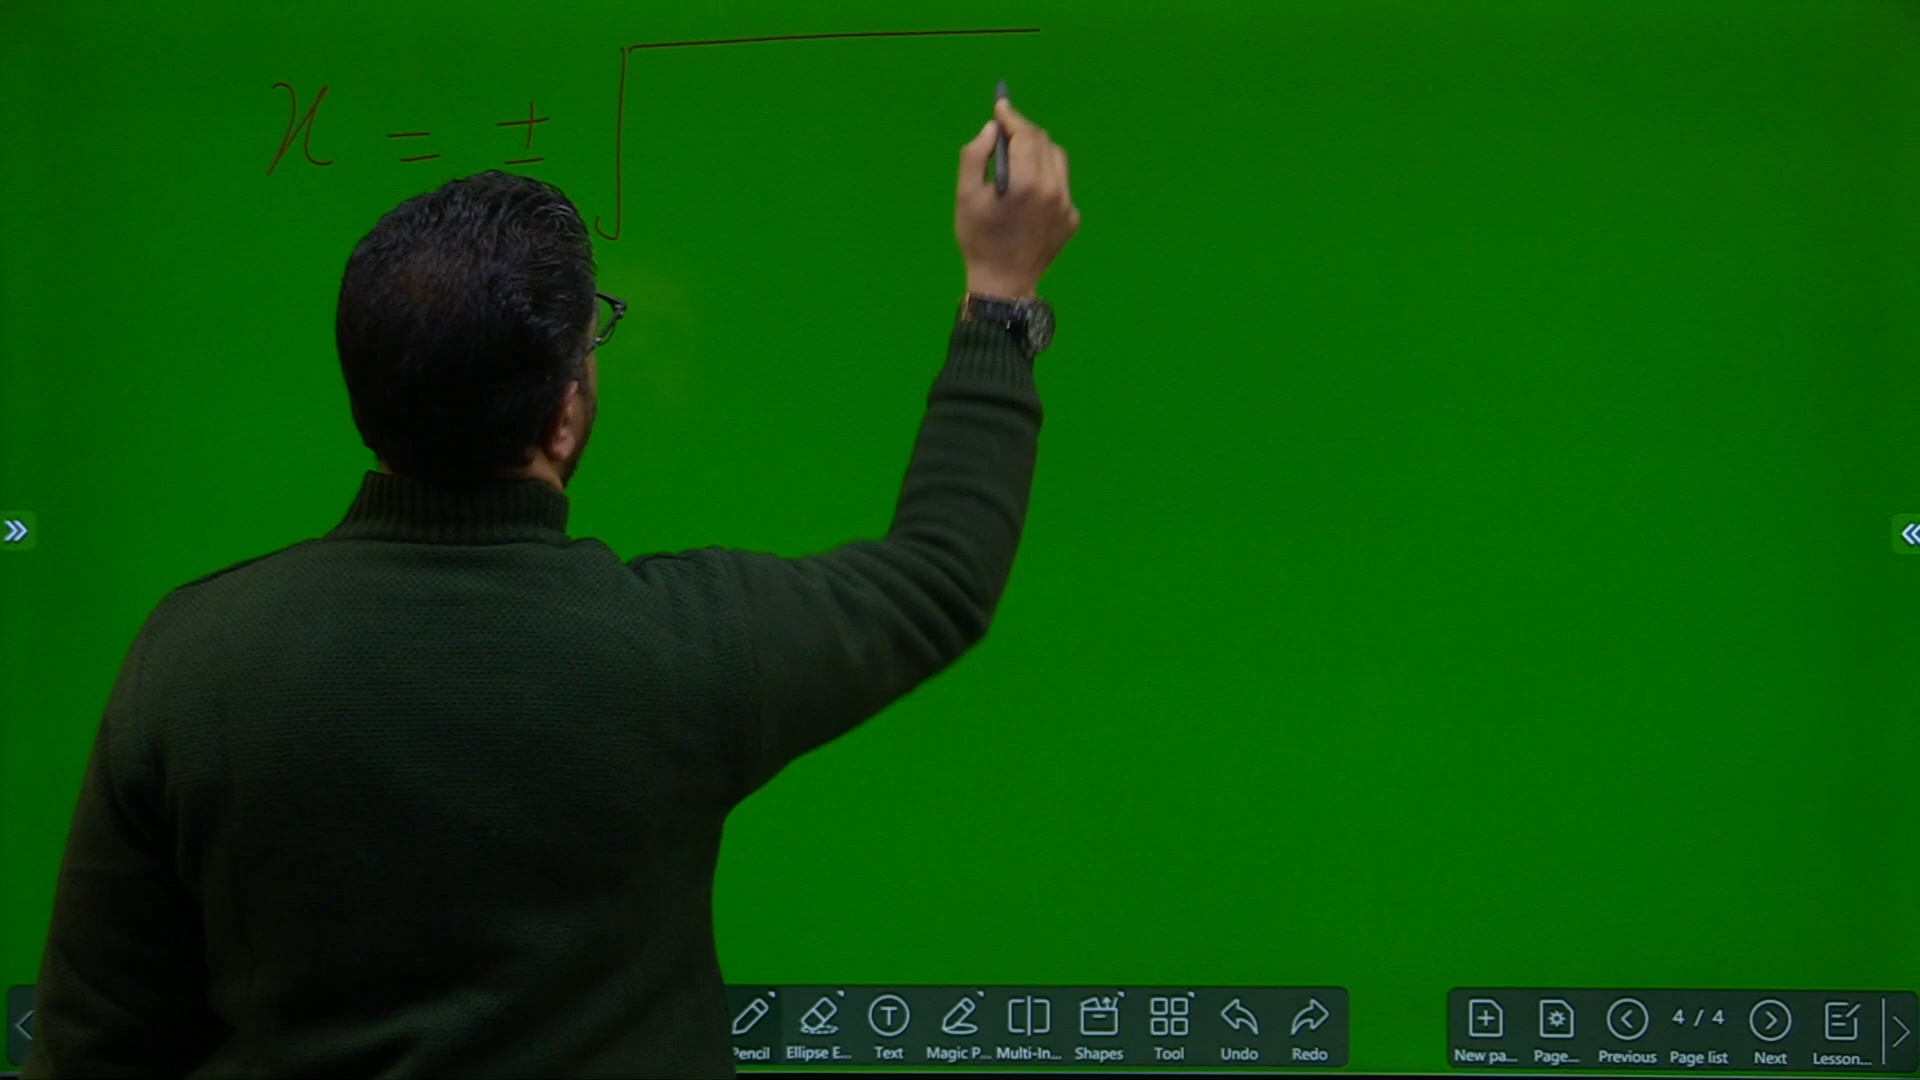 x = ± √
Pencil Ellipse E... Text Magic P... Multi-In... Shapes Tool Undo Redo
4 / 4
New pa... Page... Previous Page list Next Lesson...